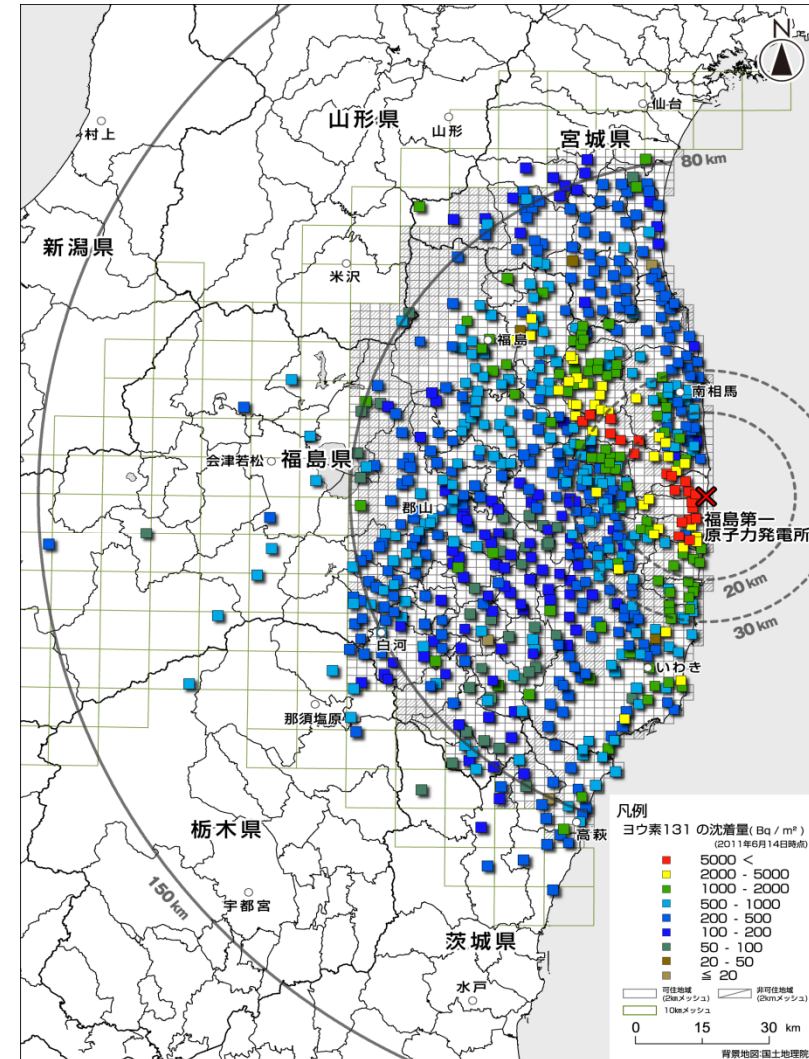 N
仙台
山形県
山形
村上
宮城県
80 km
新潟県
米沢
福島
南相馬
会津若松
福島県
郡山
福島第一
原子力発電所
20 km
30 km
白河
いわき
那須塩原
栃木県
高萩
150 km
宇都宮
茨城県
水戸
凡例
ヨウ素131 の沈着量( Bq / m² )
(2011年6月14日時点)
5000 <
2000 - 5000
1000 - 2000
500 - 1000
200 - 500
100 - 200
50 - 100
20 - 50
≦ 20
可住地域
(2kmメッシュ)
非可住地域
(2kmメッシュ)
10kmメッシュ
0 15 30 km
背景地図:国土地理院